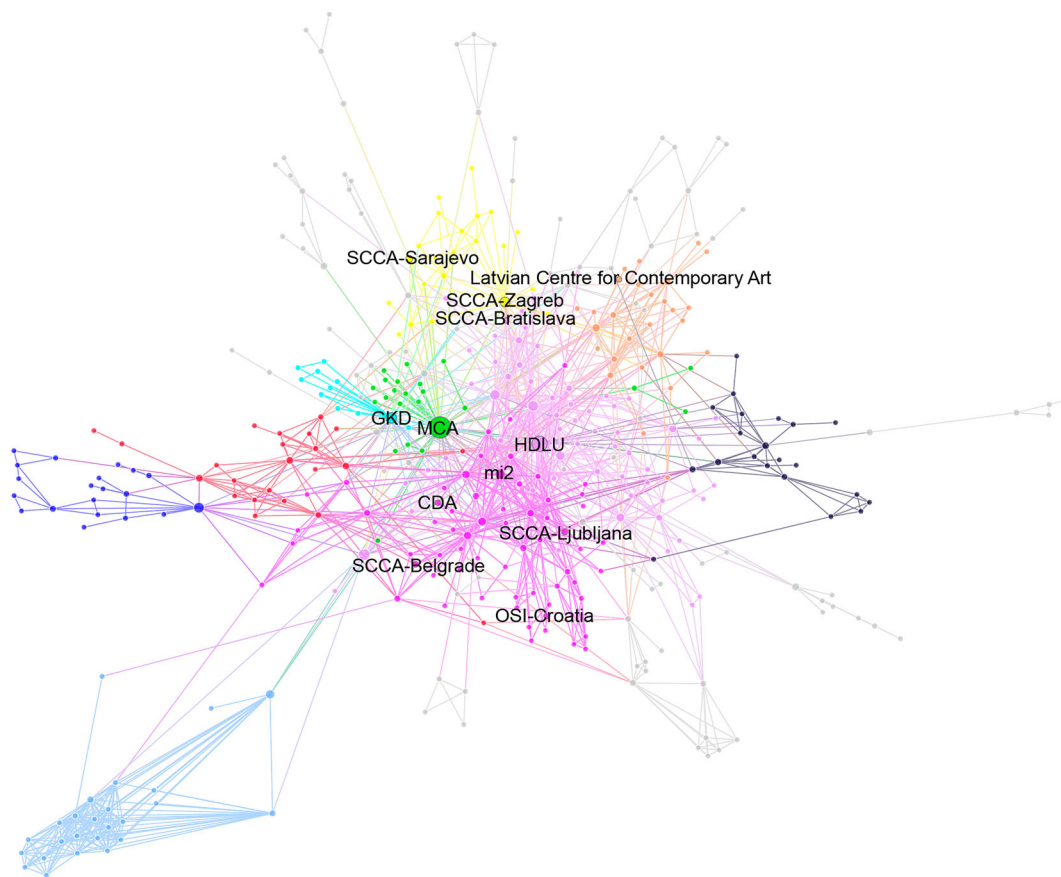 SCCA-Sarajevo
Latvian Centre for Contemporary Art
SCCA-Zagreb
SCCA-Bratislava
GKD
MCA
HDLU
mi2
CDA
SCCA-Ljubljana
SCCA-Belgrade
OSI-Croatia